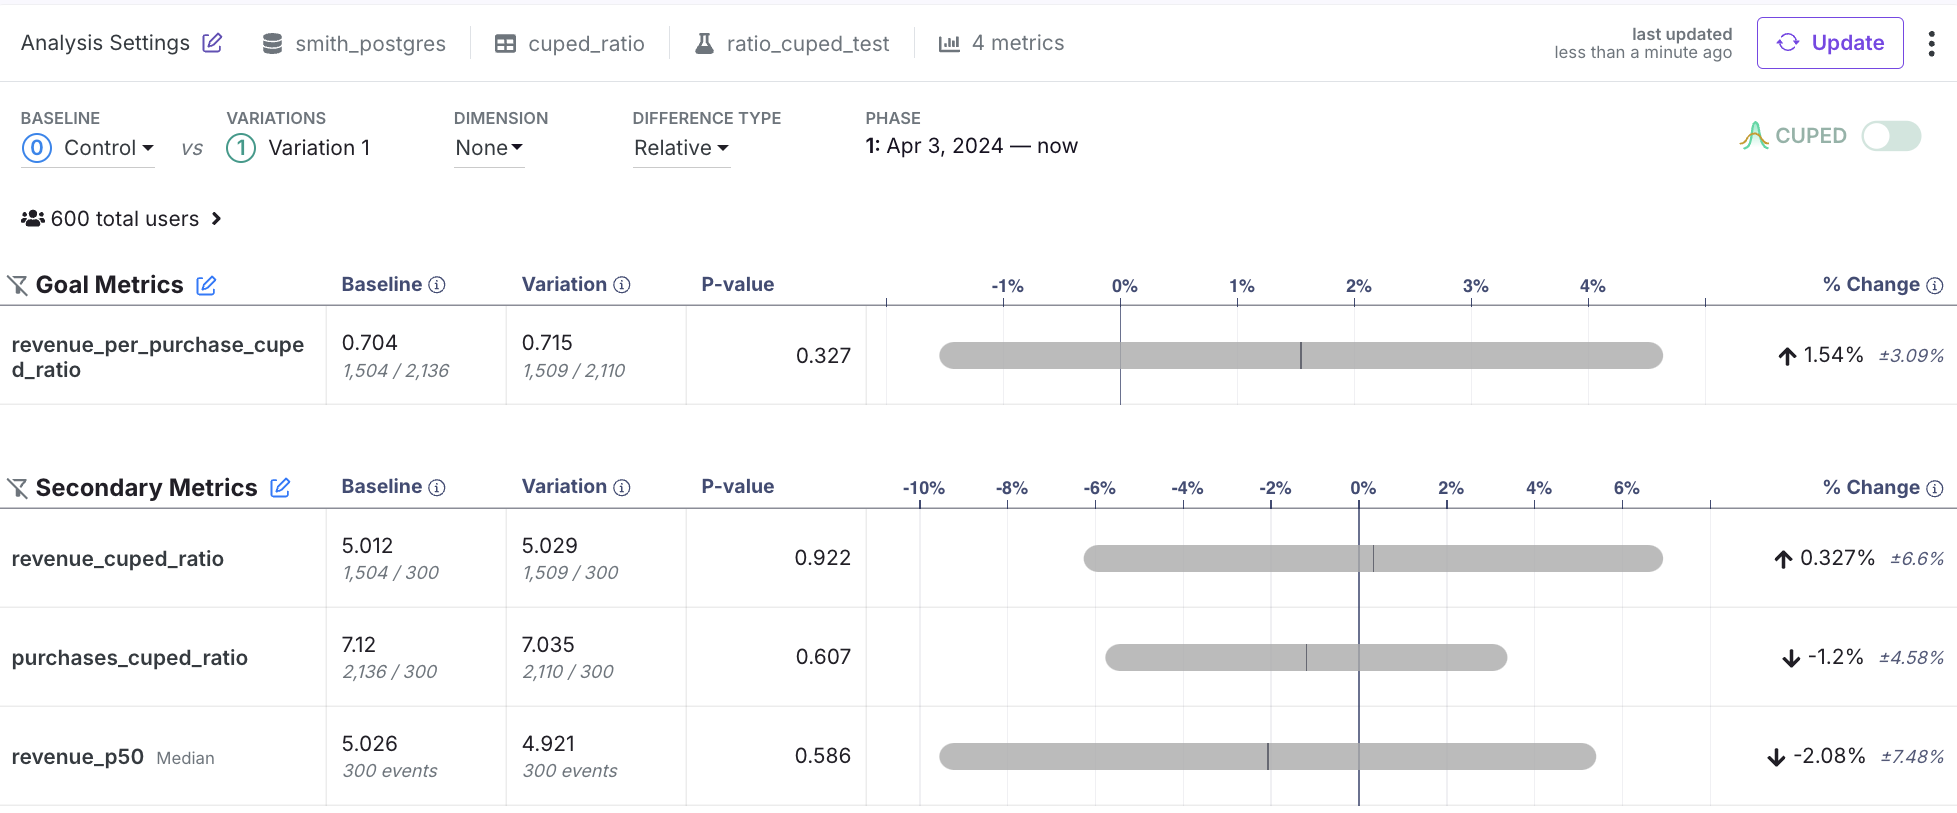 Analysis Settings smith_postgres cuped_ratio ratio_cuped_test 4 metrics last updated less than a minute ago Update
BASELINE VARIATIONS DIMENSION DIFFERENCE TYPE PHASE
0 Control vs 1 Variation 1 None Relative 1: Apr 3, 2024 — now CUPED
600 total users
Goal Metrics Baseline Variation P-value -1% 0% 1% 2% 3% 4% % Change
revenue_per_purchase_cupe
d_ratio
0.704 0.715 0.327 1.54% ±3.09%
1,504 / 2,136 1,509 / 2,110
Secondary Metrics Baseline Variation P-value -10% -8% -6% -4% -2% 0% 2% 4% 6% % Change
revenue_cuped_ratio 5.012 5.029 0.922 0.327% ±6.6%
1,504 / 300 1,509 / 300
purchases_cuped_ratio 7.12 7.035 0.607 -1.2% ±4.58%
2,136 / 300 2,110 / 300
revenue_p50 Median 5.026 4.921 0.586 -2.08% ±7.48%
300 events 300 events